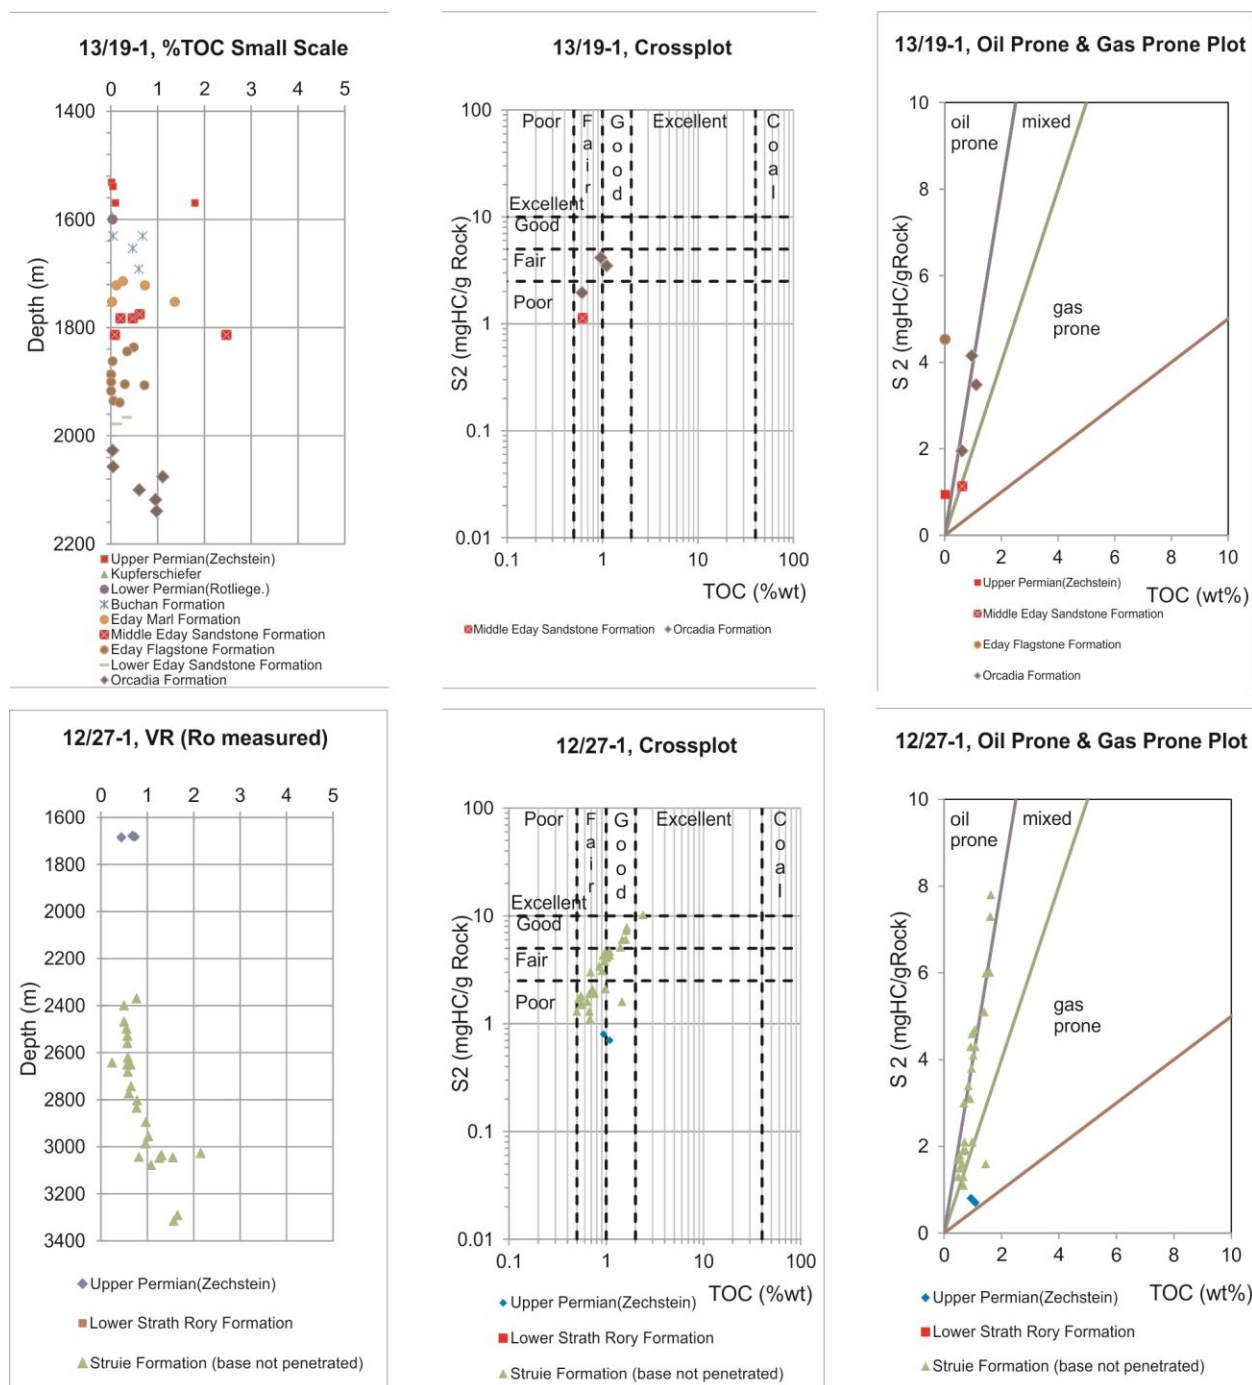 13/19-1, %TOC Small Scale
0 1 2 3 4 5
1400
1600
1800
2000
2200
Depth (m)
Upper Permian(Zechstein)
Kupferschiefer
Lower Permian(Rotliege.)
Buchan Formation
Eday Marl Formation
Middle Eday Sandstone Formation
Eday Flagstone Formation
Lower Eday Sandstone Formation
Orcadia Formation
13/19-1, Crossplot
100
10
1
0.1
0.01
S2 (mgHC/g Rock)
Poor Fair Good Excellent Coal
Excellent
Good
Fair
Poor
0.1 1 10 100
TOC (%wt)
Middle Eday Sandstone Formation Orcadia Formation
13/19-1, Oil Prone & Gas Prone Plot
10
8
6
4
2
0
S 2 (mgHC/gRock)
oil prone
mixed
gas prone
0 2 4 6 8 10
TOC (wt%)
Upper Permian(Zechstein)
Middle Eday Sandstone Formation
Eday Flagstone Formation
Orcadia Formation
12/27-1, VR (Ro measured)
0 1 2 3 4 5
1600
1800
2000
2200
2400
2600
2800
3000
3200
3400
Depth (m)
Upper Permian(Zechstein)
Lower Strath Rory Formation
Struie Formation (base not penetrated)
12/27-1, Crossplot
100
10
1
0.1
0.01
S2 (mgHC/g Rock)
Poor Fair Good Excellent Coal
Excellent
Good
Fair
Poor
0.1 1 10 100
TOC (%wt)
Upper Permian(Zechstein)
Lower Strath Rory Formation
Struie Formation (base not penetrated)
12/27-1, Oil Prone & Gas Prone Plot
10
8
6
4
2
0
S 2 (mgHC/gRock)
oil prone
mixed
gas prone
0 2 4 6 8 10
TOC (wt%)
Upper Permian(Zechstein)
Lower Strath Rory Formation
Struie Formation (base not penetrated)